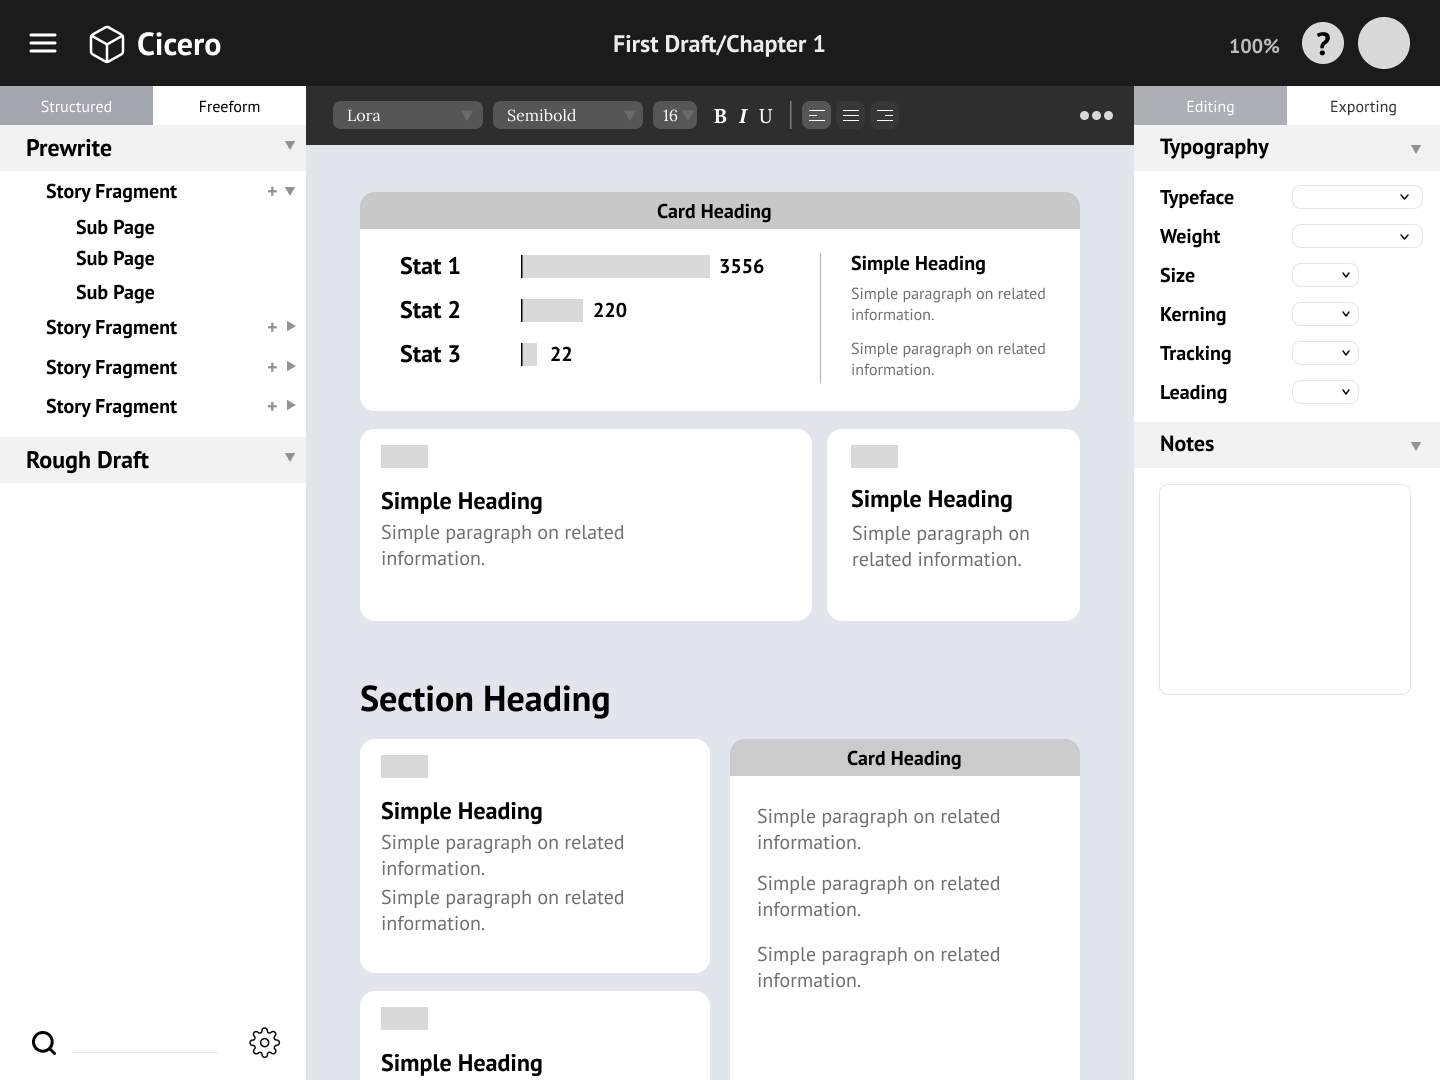 Cicero
First Draft/Chapter 1
100%
?
Structured
Freeform
Lora
Semibold
16
B I U
Editing
Exporting
Prewrite
Story Fragment
Sub Page
Sub Page
Sub Page
Story Fragment
Story Fragment
Story Fragment
Rough Draft
Card Heading
Stat 1
3556
Stat 2
220
Stat 3
22
Simple Heading
Simple paragraph on related
information.
Simple paragraph on related
information.
Simple Heading
Simple paragraph on related
information.
Simple Heading
Simple paragraph on
related information.
Section Heading
Simple Heading
Simple paragraph on related
information.
Simple paragraph on related
information.
Card Heading
Simple paragraph on related
information.
Simple paragraph on related
information.
Simple paragraph on related
information.
Simple Heading
Typography
Typeface
Weight
Size
Kerning
Tracking
Leading
Notes